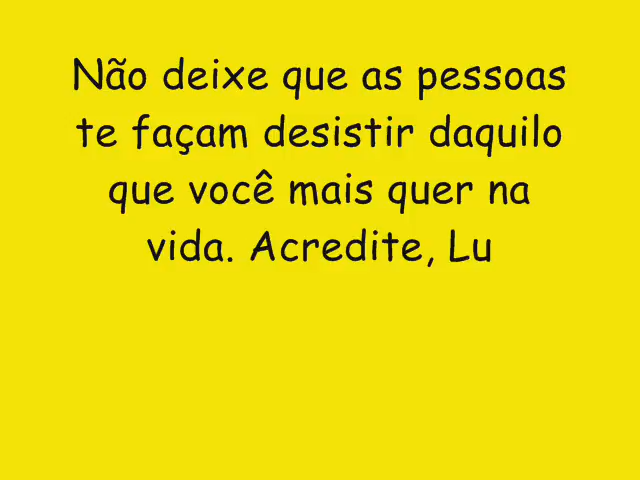 Não deixe que as pessoas
te façam desistir daquilo
que você mais quer na
vida. Acredite, Lu